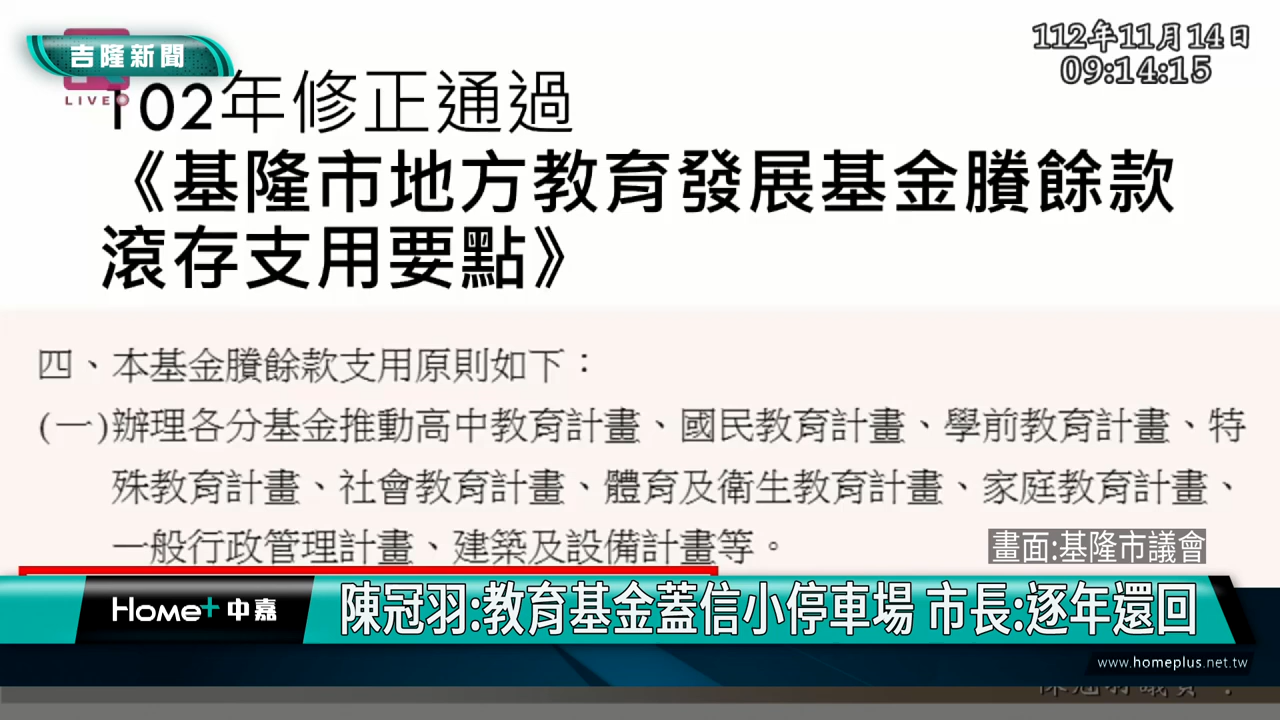 吉隆新聞
LIVE
112年11月14日
09:14:15
102年修正通過
《基隆市地方教育發展基金賸餘款
滾存支用要點》
四、本基金賸餘款支用原則如下：
(一)辦理各分基金推動高中教育計畫、國民教育計畫、學前教育計畫、特
殊教育計畫、社會教育計畫、體育及衛生教育計畫、家庭教育計畫、
一般行政管理計畫、建築及設備計畫等。
畫面:基隆市議會
Home+中嘉
陳冠羽:教育基金蓋信小停車場 市長:逐年還回
www.homeplus.net.tw